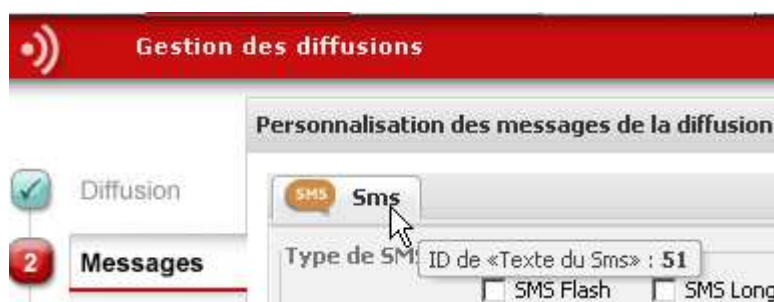 Gestion des diffusions
Personnalisation des messages de la diffusion
Diffusion
SMS Sms
2 Messages
Type de SMS
ID de «Texte du Sms» : 51
SMS Flash SMS Long